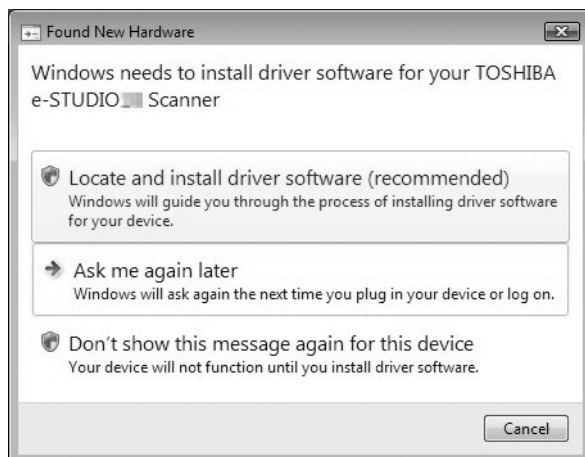 Found New Hardware
Windows needs to install driver software for your TOSHIBA
e-STUDIO Scanner
Locate and install driver software (recommended)
Windows will guide you through the process of installing driver software
for your device.
Ask me again later
Windows will ask again the next time you plug in your device or log on.
Don't show this message again for this device
Your device will not function until you install driver software.
Cancel